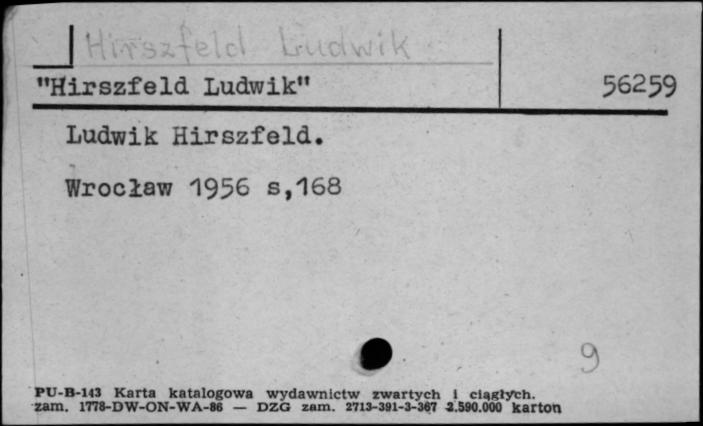 Hirszfeld Ludwik
"Hirszfeld Ludwik" 56259
Ludwik Hirszfeld.
Wrocław 1956 s,168
9
PU-B-143 Karta katalogowa wydawnictw zwartych i ciągłych.
zam. 1778-DW-ON-WA-86 — DZG zam. 2713-391-3-367 2.590.000 karton